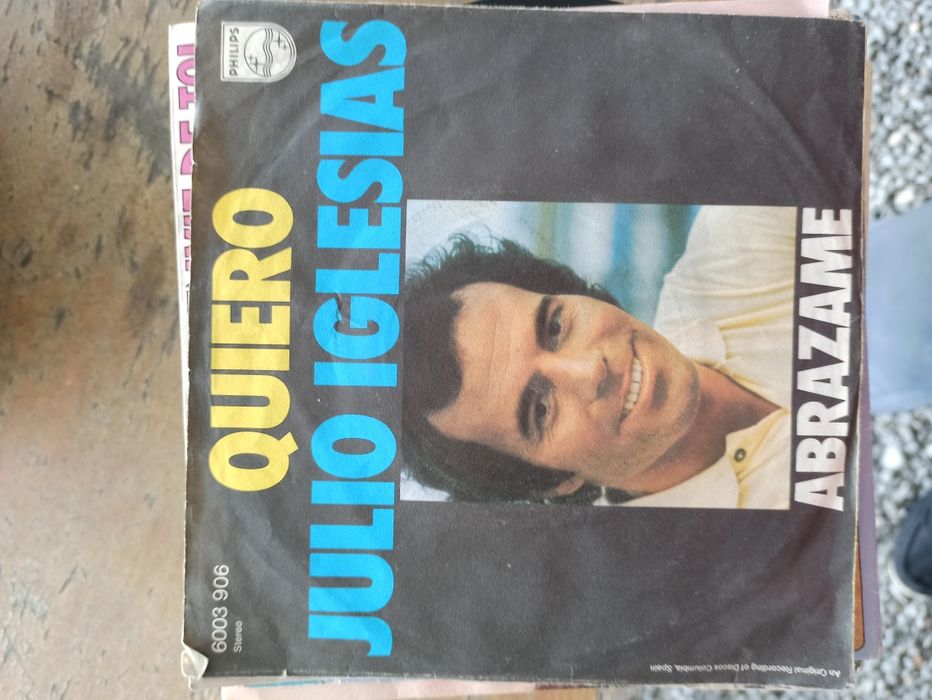 6003 906
Stereo
PHILIPS
QUIERO
JULIO IGLESIAS
ABRAZAME
An Original Recording of Discos Columbia, Spain